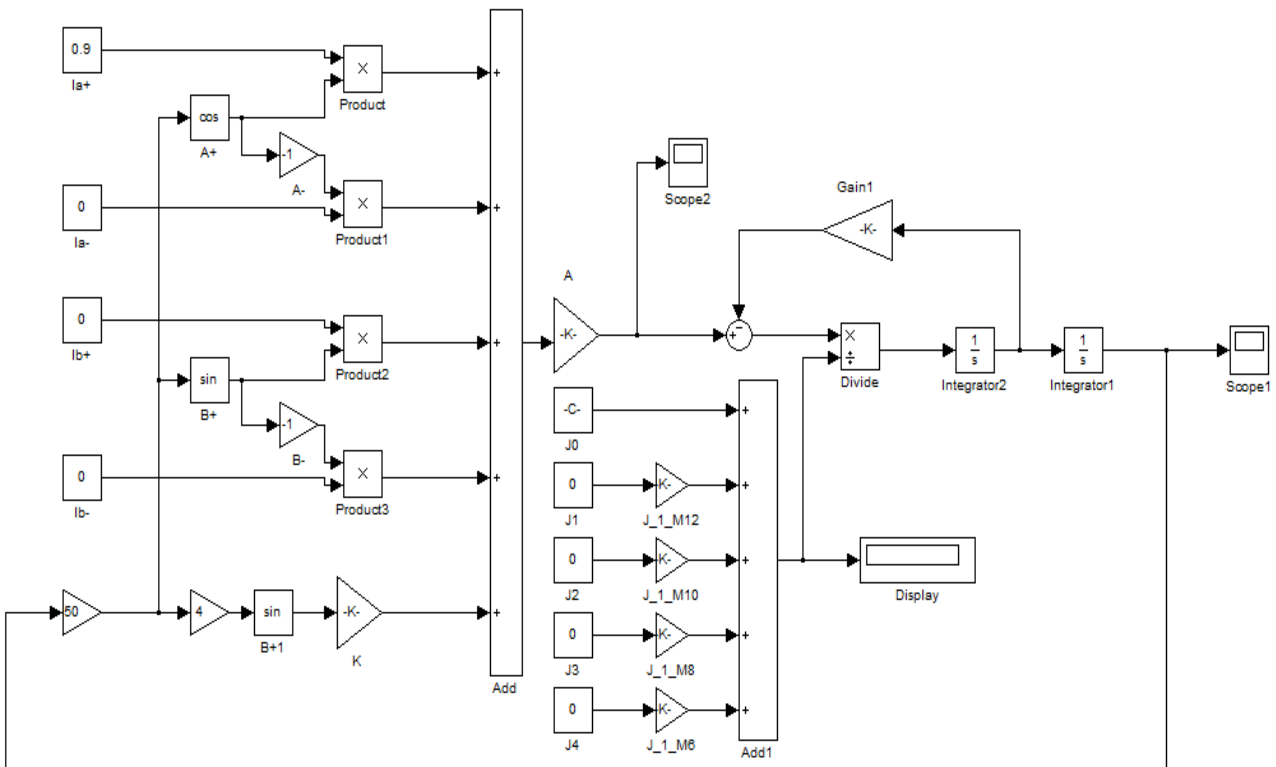 0.9
Ia+
×
Product
cos
A+
-1
A-
0
Ia-
×
Product1
0
Ib+
×
Product2
sin
B+
-1
B-
0
Ib-
×
Product3
50
4
sin
B+1
-K-
K
+
+
+
+
+
Add
A
-K-
Scope2
Gain1
-K-
+
−
×
÷
Divide
1
s
Integrator2
1
s
Integrator1
Scope1
-C-
J0
0
J1
K-
J_1_M12
0
J2
K-
J_1_M10
0
J3
K-
J_1_M8
0
J4
K-
J_1_M6
+
+
+
+
+
Add1
Display